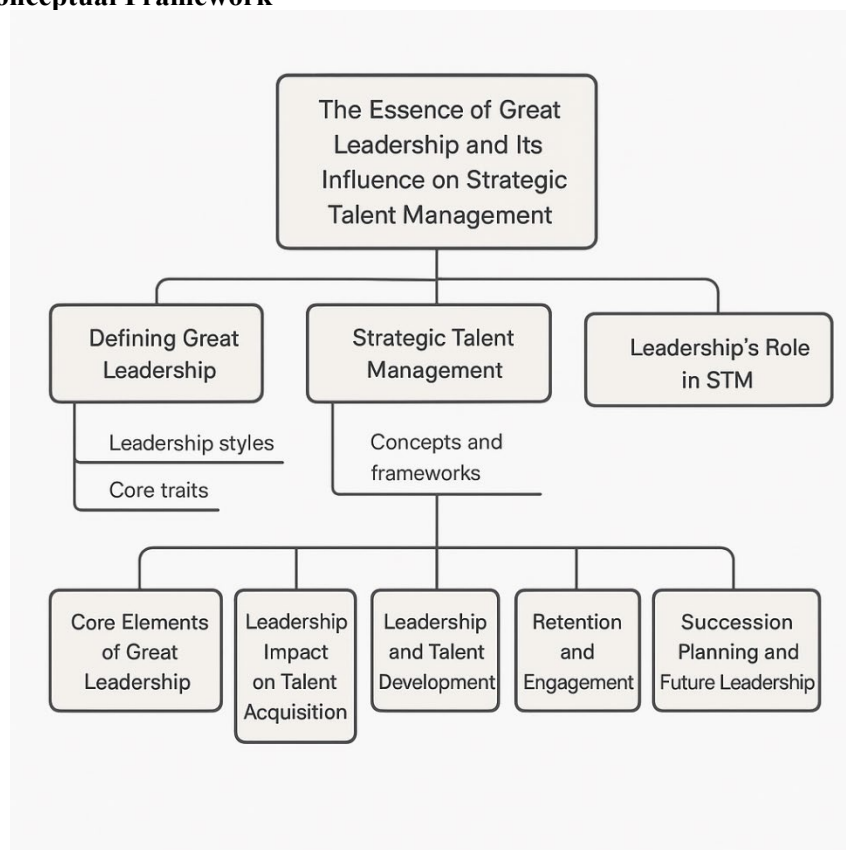 onceptual Framework
The Essence of Great
Leadership and Its
Influence on Strategic
Talent Management
Defining Great
Leadership
Strategic Talent
Management
Leadership's Role
in STM
Leadership styles
Core traits
Concepts and
frameworks
Core Elements
of Great
Leadership
Leadership
Impact
on Talent
Acquisition
Leadership
and Talent
Development
Retention
and
Engagement
Succession
Planning and
Future Leadership